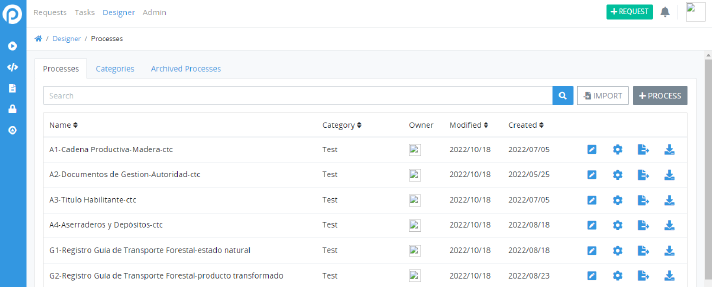 Requests Tasks Designer Admin + REQUEST
/ Designer / Processes
Processes Categories Archived Processes
Search IMPORT + PROCESS
Name Category Owner Modified Created
A1-Cadena Productiva-Madera-ctc Test 2022/10/18 2022/07/05
A2-Documentos de Gestion-Autoridad-ctc Test 2022/10/18 2022/05/25
A3-Titulo Habilitante-ctc Test 2022/10/18 2022/07/05
A4-Aserraderos y Depósitos-ctc Test 2022/10/18 2022/08/18
G1-Registro Guia de Transporte Forestal-estado natural Test 2022/10/18 2022/08/18
G2-Registro Guia de Transporte Forestal-producto transformado Test 2022/10/18 2022/08/23